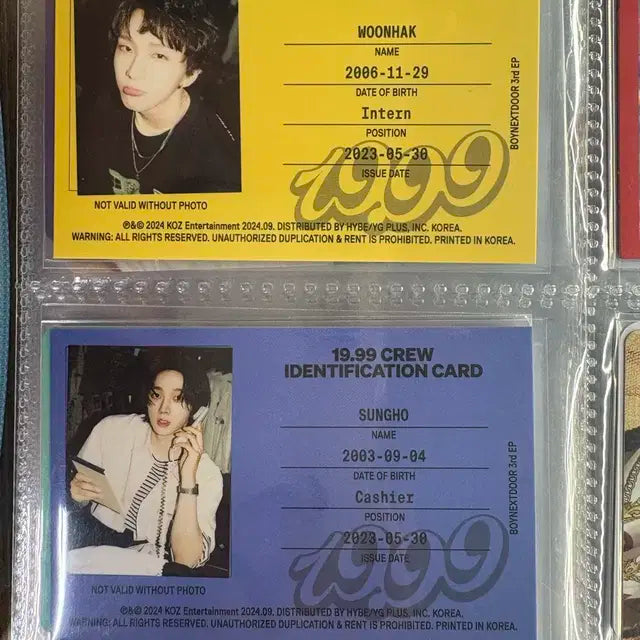 WOONHAK
NAME
2006-11-29
DATE OF BIRTH
Intern
POSITION
2023-05-30
ISSUE DATE
1999
BOYNEXTDOOR 3rd EP
NOT VALID WITHOUT PHOTO
℗&© 2024 KOZ Entertainment 2024.09. DISTRIBUTED BY HYBE/YG PLUS, INC. KOREA.
WARNING: ALL RIGHTS RESERVED. UNAUTHORIZED DUPLICATION & RENT IS PROHIBITED. PRINTED IN KOREA.
19.99 CREW
IDENTIFICATION CARD
SUNGHO
NAME
2003-09-04
DATE OF BIRTH
Cashier
POSITION
2023-05-30
ISSUE DATE
1999
BOYNEXTDOOR 3rd EP
NOT VALID WITHOUT PHOTO
℗&© 2024 KOZ Entertainment 2024.09. DISTRIBUTED BY HYBE/YG PLUS, INC. KOREA.
WARNING: ALL RIGHTS RESERVED. UNAUTHORIZED DUPLICATION & RENT IS PROHIBITED. PRINTED IN KOREA.